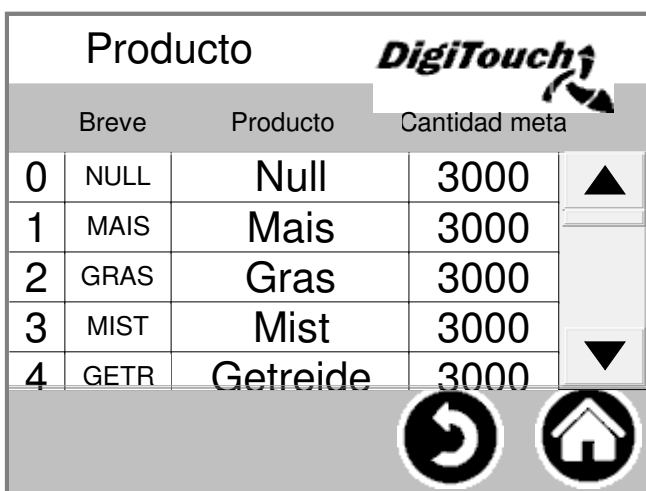 Producto DigiTouch
Breve Producto Cantidad meta
0 NULL Null 3000
1 MAIS Mais 3000
2 GRAS Gras 3000
3 MIST Mist 3000
4 GETR Getreide 3000